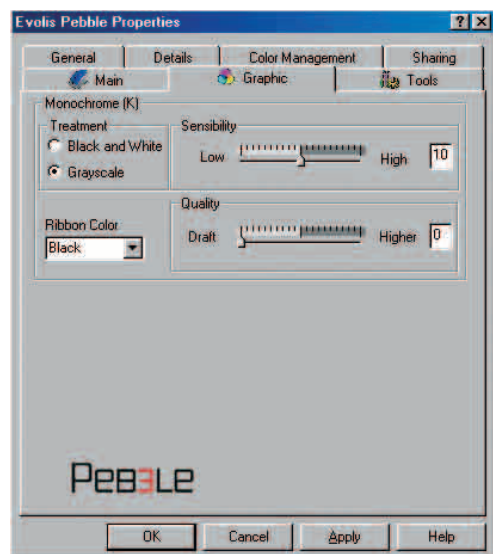 Evolis Pebble Properties
General Details Color Management Sharing
Main Graphic Tools
Monochrome (K)
Treatment
Black and White
Grayscale
Sensibility
Low High 10
Ribbon Color
Black
Quality
Draft Higher 0
PEBBLE
OK Cancel Apply Help